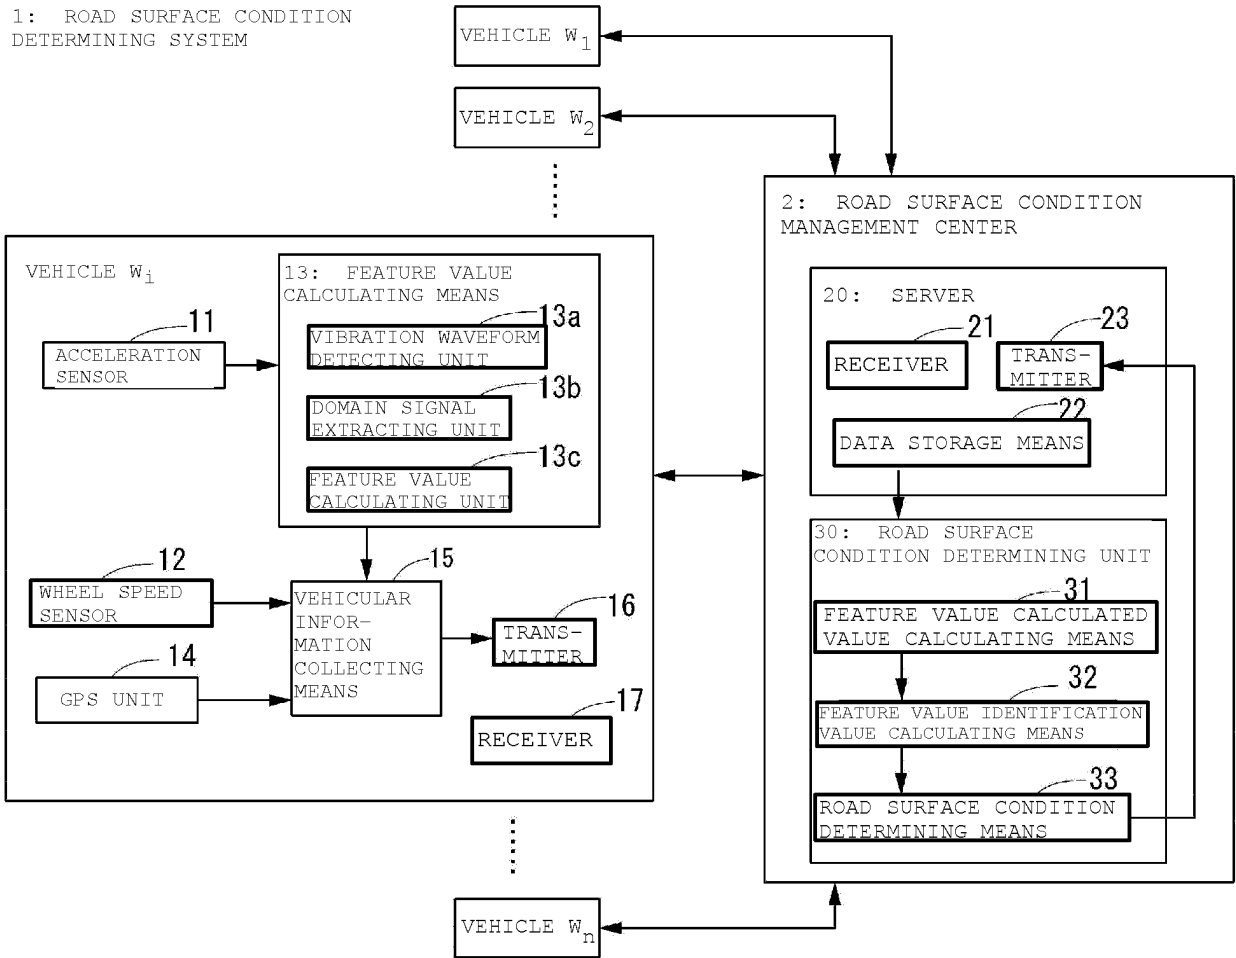 1: ROAD SURFACE CONDITION
DETERMINING SYSTEM
VEHICLE W1
VEHICLE W2
VEHICLE Wi
11
ACCELERATION
SENSOR
13: FEATURE VALUE
CALCULATING MEANS
13a
VIBRATION WAVEFORM
DETECTING UNIT
13b
DOMAIN SIGNAL
EXTRACTING UNIT
13c
FEATURE VALUE
CALCULATING UNIT
12
WHEEL SPEED
SENSOR
14
GPS UNIT
15
VEHICULAR
INFOR-
MATION
COLLECTING
MEANS
16
TRANS-
MITTER
17
RECEIVER
VEHICLE Wn
2: ROAD SURFACE CONDITION
MANAGEMENT CENTER
20: SERVER
21
RECEIVER
23
TRANS-
MITTER
22
DATA STORAGE MEANS
30: ROAD SURFACE
CONDITION DETERMINING UNIT
31
FEATURE VALUE CALCULATED
VALUE CALCULATING MEANS
32
FEATURE VALUE IDENTIFICATION
VALUE CALCULATING MEANS
33
ROAD SURFACE CONDITION
DETERMINING MEANS